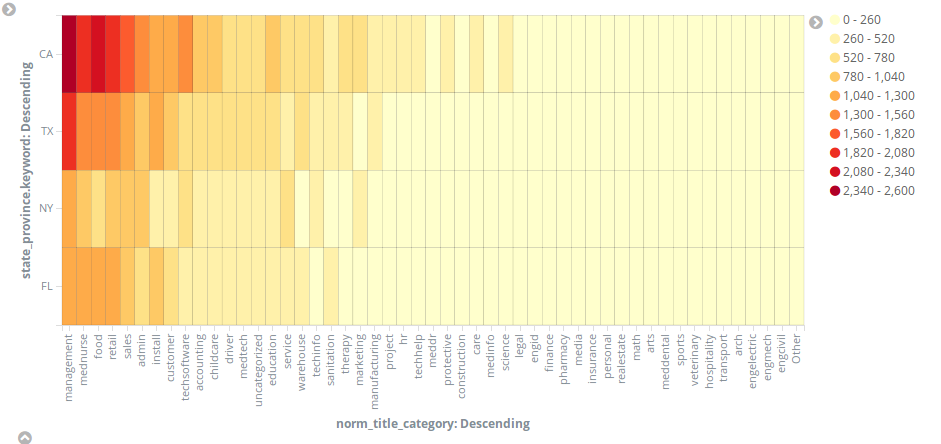 state_province.keyword: Descending
CA
TX
NY
FL
management
mednurse
food
retail
sales
admin
install
customer
techsoftware
accounting
childcare
driver
medtech
uncategorized
education
service
warehouse
techinfo
sanitation
therapy
marketing
manufacturing
project
hr
techhelp
meddr
protective
construction
care
medinfo
science
legal
engid
finance
pharmacy
media
insurance
personal
realestate
math
arts
meddental
sports
veterinary
hospitality
transport
arch
engelectric
engmech
engcivil
Other
norm_title_category: Descending
0 - 260
260 - 520
520 - 780
780 - 1,040
1,040 - 1,300
1,300 - 1,560
1,560 - 1,820
1,820 - 2,080
2,080 - 2,340
2,340 - 2,600